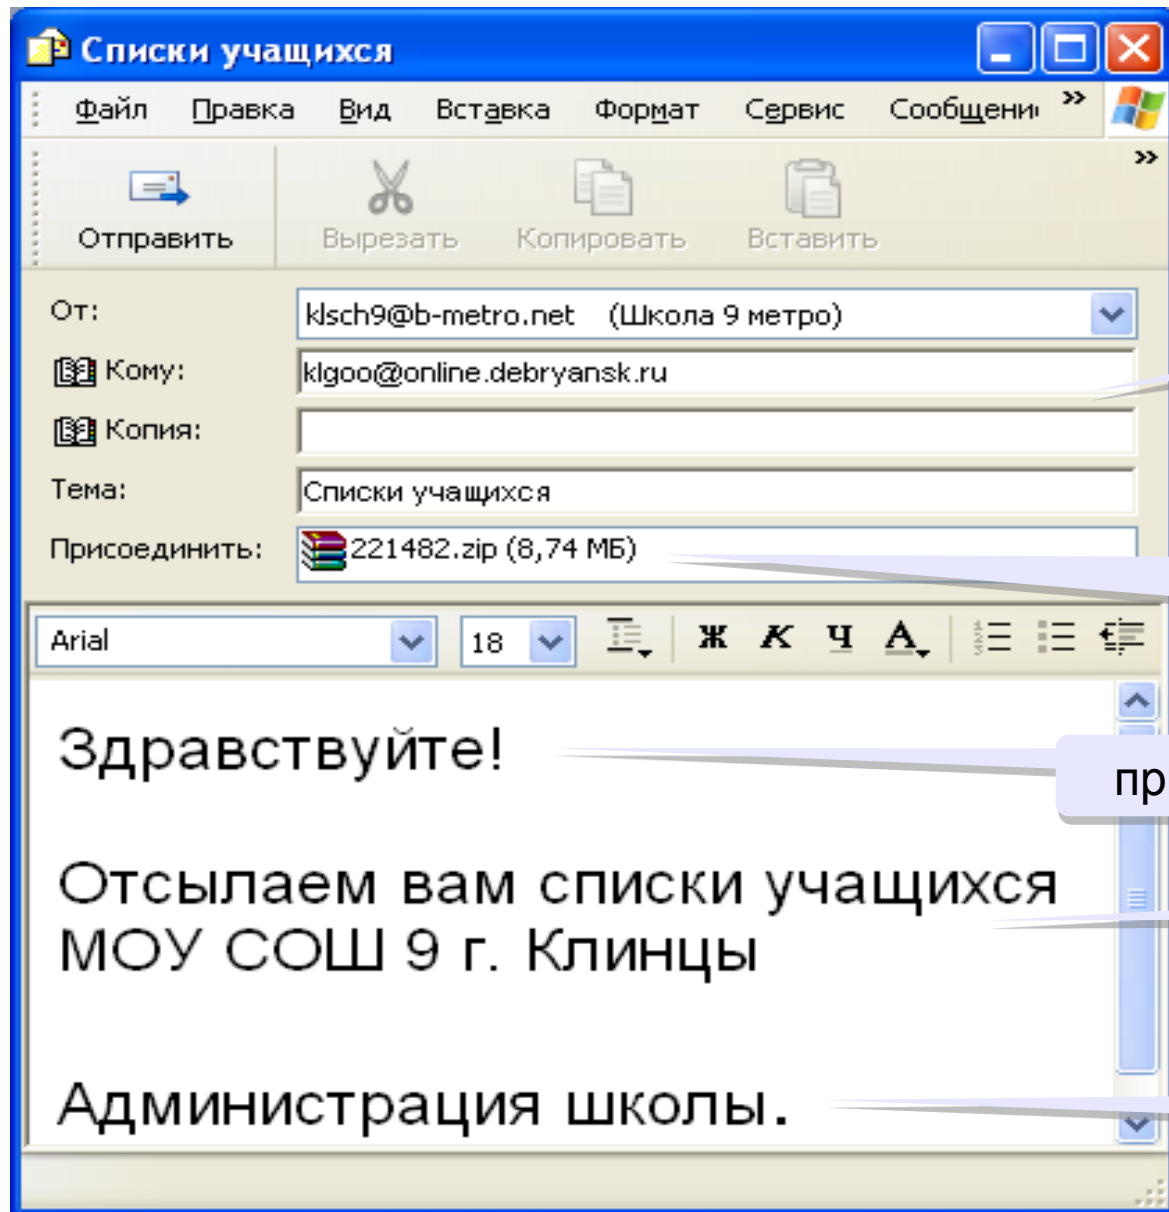 Списки учащихся
Файл Правка Вид Вставка Формат Сервис »
»
Отправить Вырезать Копировать Вставить
От: klsch9@b-metro.net (Школа 9 метро)
Кому: klgoo@online.debryansk.ru
Копия:
Тема: Списки учащихся
Присоединить: 221482.zip (8,74 МБ)
Arial 18 Ж К Ч А
Здравствуйте!
пр
Отсылаем вам списки учащихся
МОУ СОШ 9 г. Клинцы
Администрация школы.